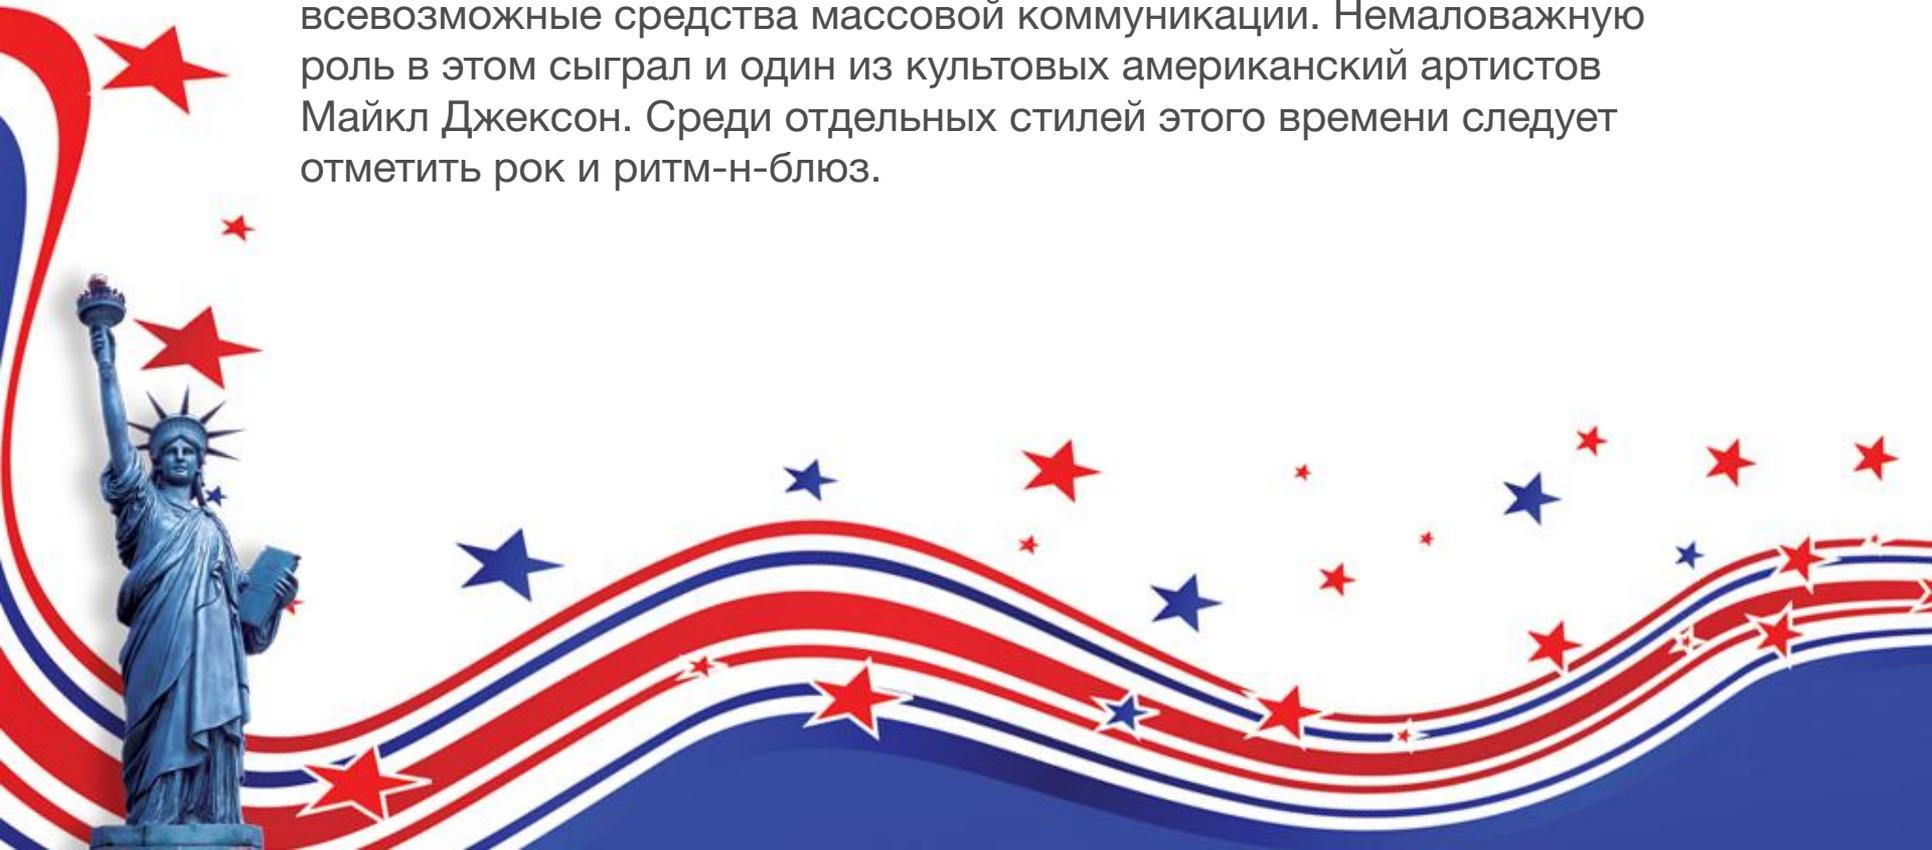 всевозможные средства массовой коммуникации. Немаловажную
роль в этом сыграл и один из культовых американский артистов
Майкл Джексон. Среди отдельных стилей этого времени следует
отметить рок и ритм-н-блюз.